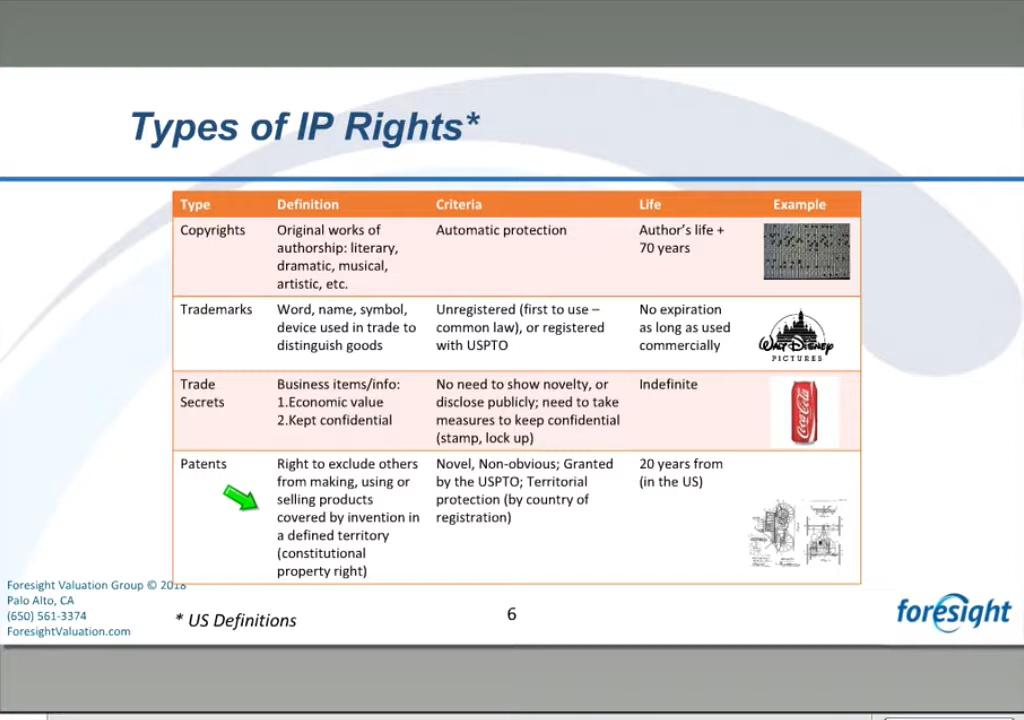 Types of IP Rights*
Type Definition Criteria Life Example
Copyrights
Original works of
authorship: literary,
dramatic, musical,
artistic, etc.
Automatic protection
Author's life +
70 years
Trademarks
Word, name, symbol,
device used in trade to
distinguish goods
Unregistered (first to use –
common law), or registered
with USPTO
No expiration
as long as used
commercially
WALT DISNEY
PICTURES
Trade
Secrets
Business items/info:
1.Economic value
2.Kept confidential
No need to show novelty, or
disclose publicly; need to take
measures to keep confidential
(stamp, lock up)
Indefinite
Coca-Cola
Patents
Right to exclude others
from making, using or
selling products
covered by invention in
a defined territory
(constitutional
property right)
Novel, Non-obvious; Granted
by the USPTO; Territorial
protection (by country of
registration)
20 years from
(in the US)
Foresight Valuation Group © 2018
Palo Alto, CA
(650) 561-3374
ForesightValuation.com
* US Definitions
6
foresight